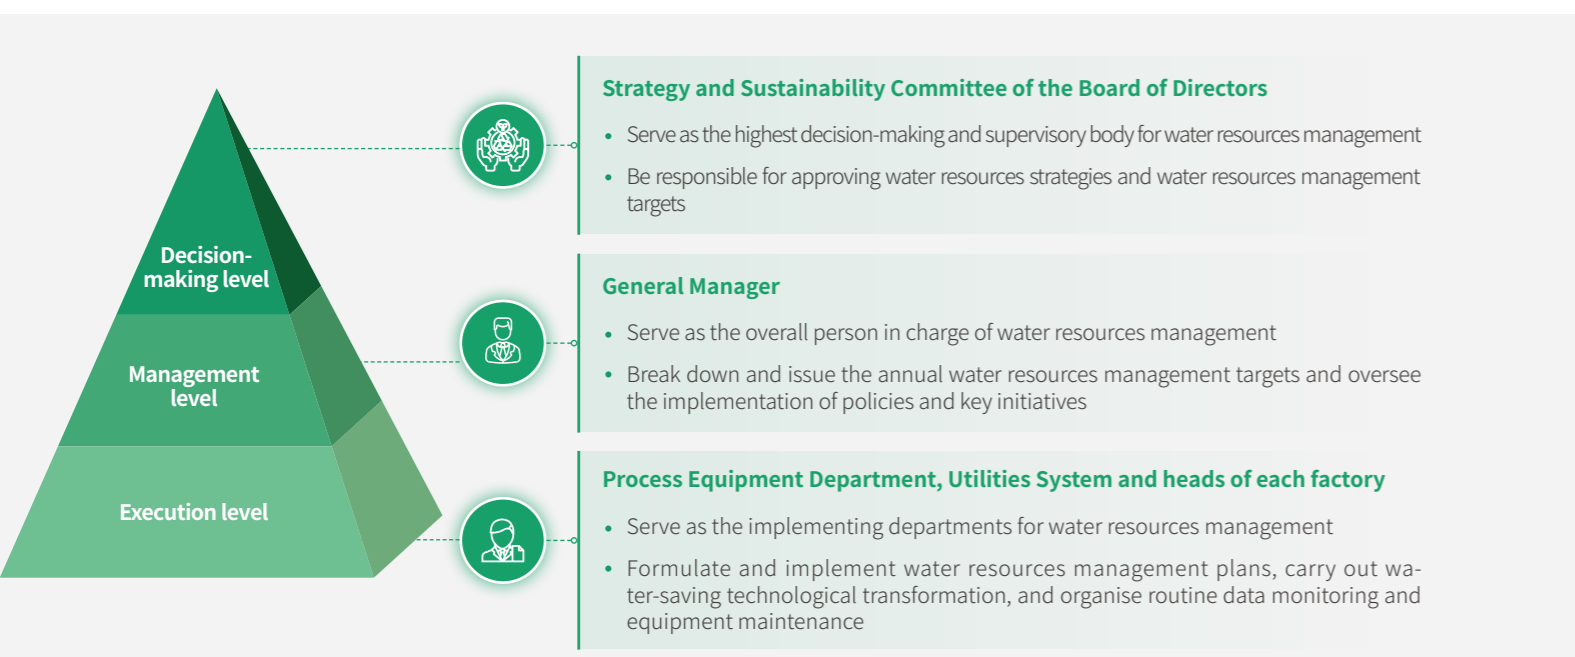 Decision-
making level
Management
level
Execution level
Strategy and Sustainability Committee of the Board of Directors
• Serve as the highest decision-making and supervisory body for water resources management
• Be responsible for approving water resources strategies and water resources management
targets
General Manager
• Serve as the overall person in charge of water resources management
• Break down and issue the annual water resources management targets and oversee
the implementation of policies and key initiatives
Process Equipment Department, Utilities System and heads of each factory
• Serve as the implementing departments for water resources management
• Formulate and implement water resources management plans, carry out wa-
ter-saving technological transformation, and organise routine data monitoring and
equipment maintenance